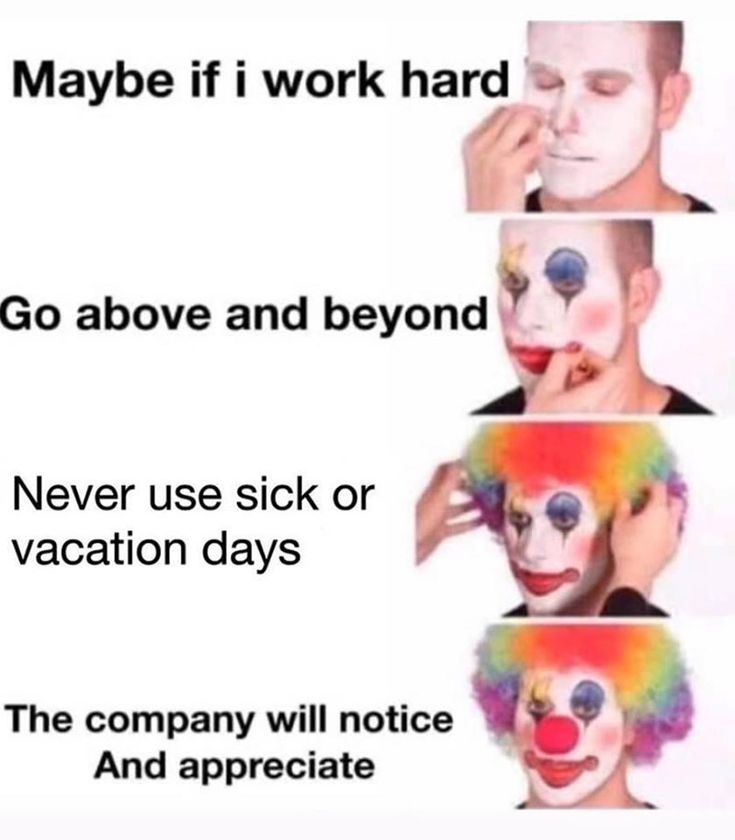 Maybe if i work hard
Go above and beyond
Never use sick or
vacation days
The company will notice
And appreciate